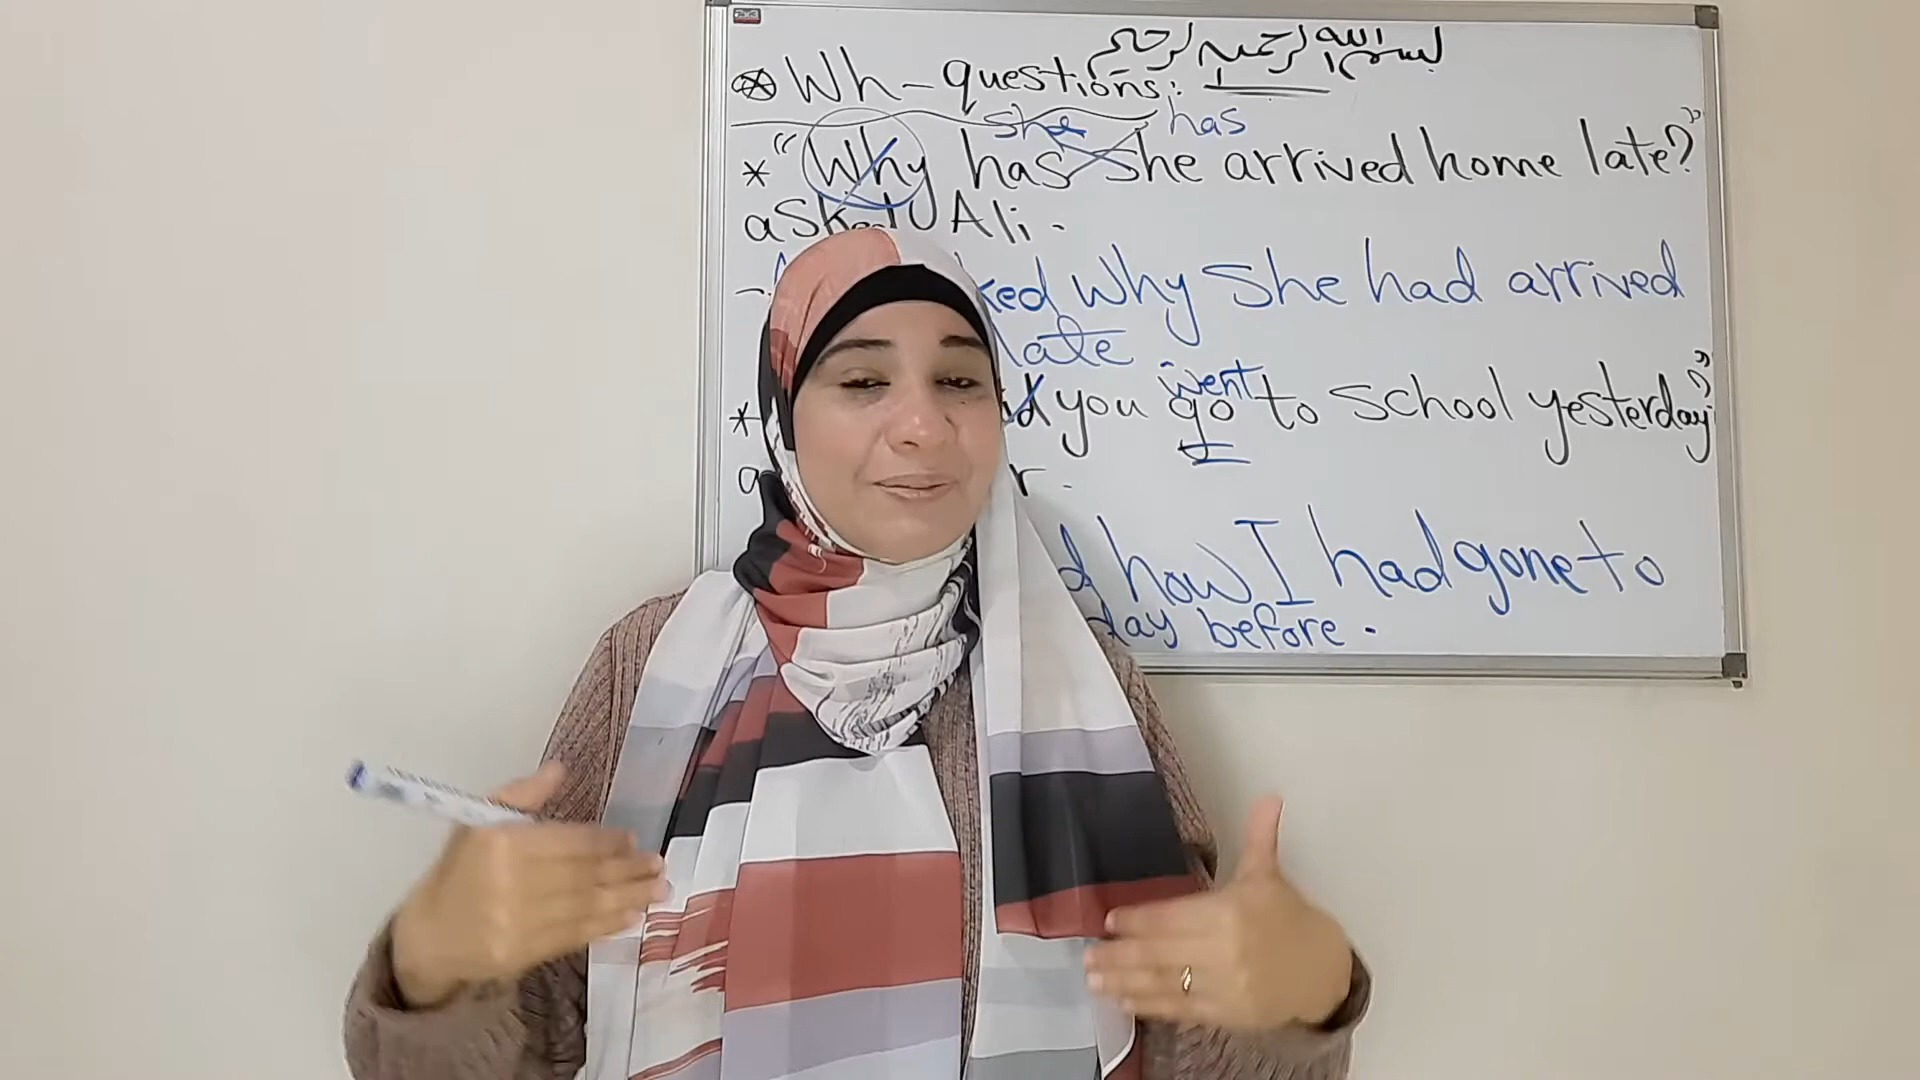 بسم الله الرحمن الرحيم
Wh-questions:
she has
* "Why has she arrived home late?"
asked Ali.
why she had arrived
late
went
you go to school yesterday?"
how I had gone to
day before.